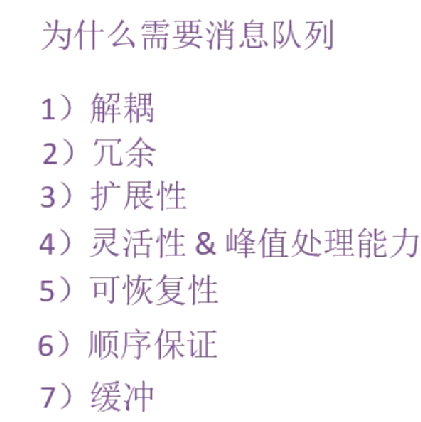 为什么需要消息队列
1）解耦
2）冗余
3）扩展性
4）灵活性 & 峰值处理能力
5）可恢复性
6）顺序保证
7）缓冲